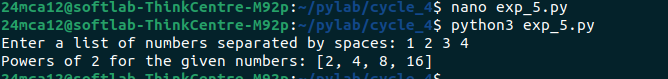 24mca12@softlab-ThinkCentre-M92p:~/pylab/cycle_4$ nano exp_5.py
24mca12@softlab-ThinkCentre-M92p:~/pylab/cycle_4$ python3 exp_5.py
Enter a list of numbers separated by spaces: 1 2 3 4
Powers of 2 for the given numbers: [2, 4, 8, 16]